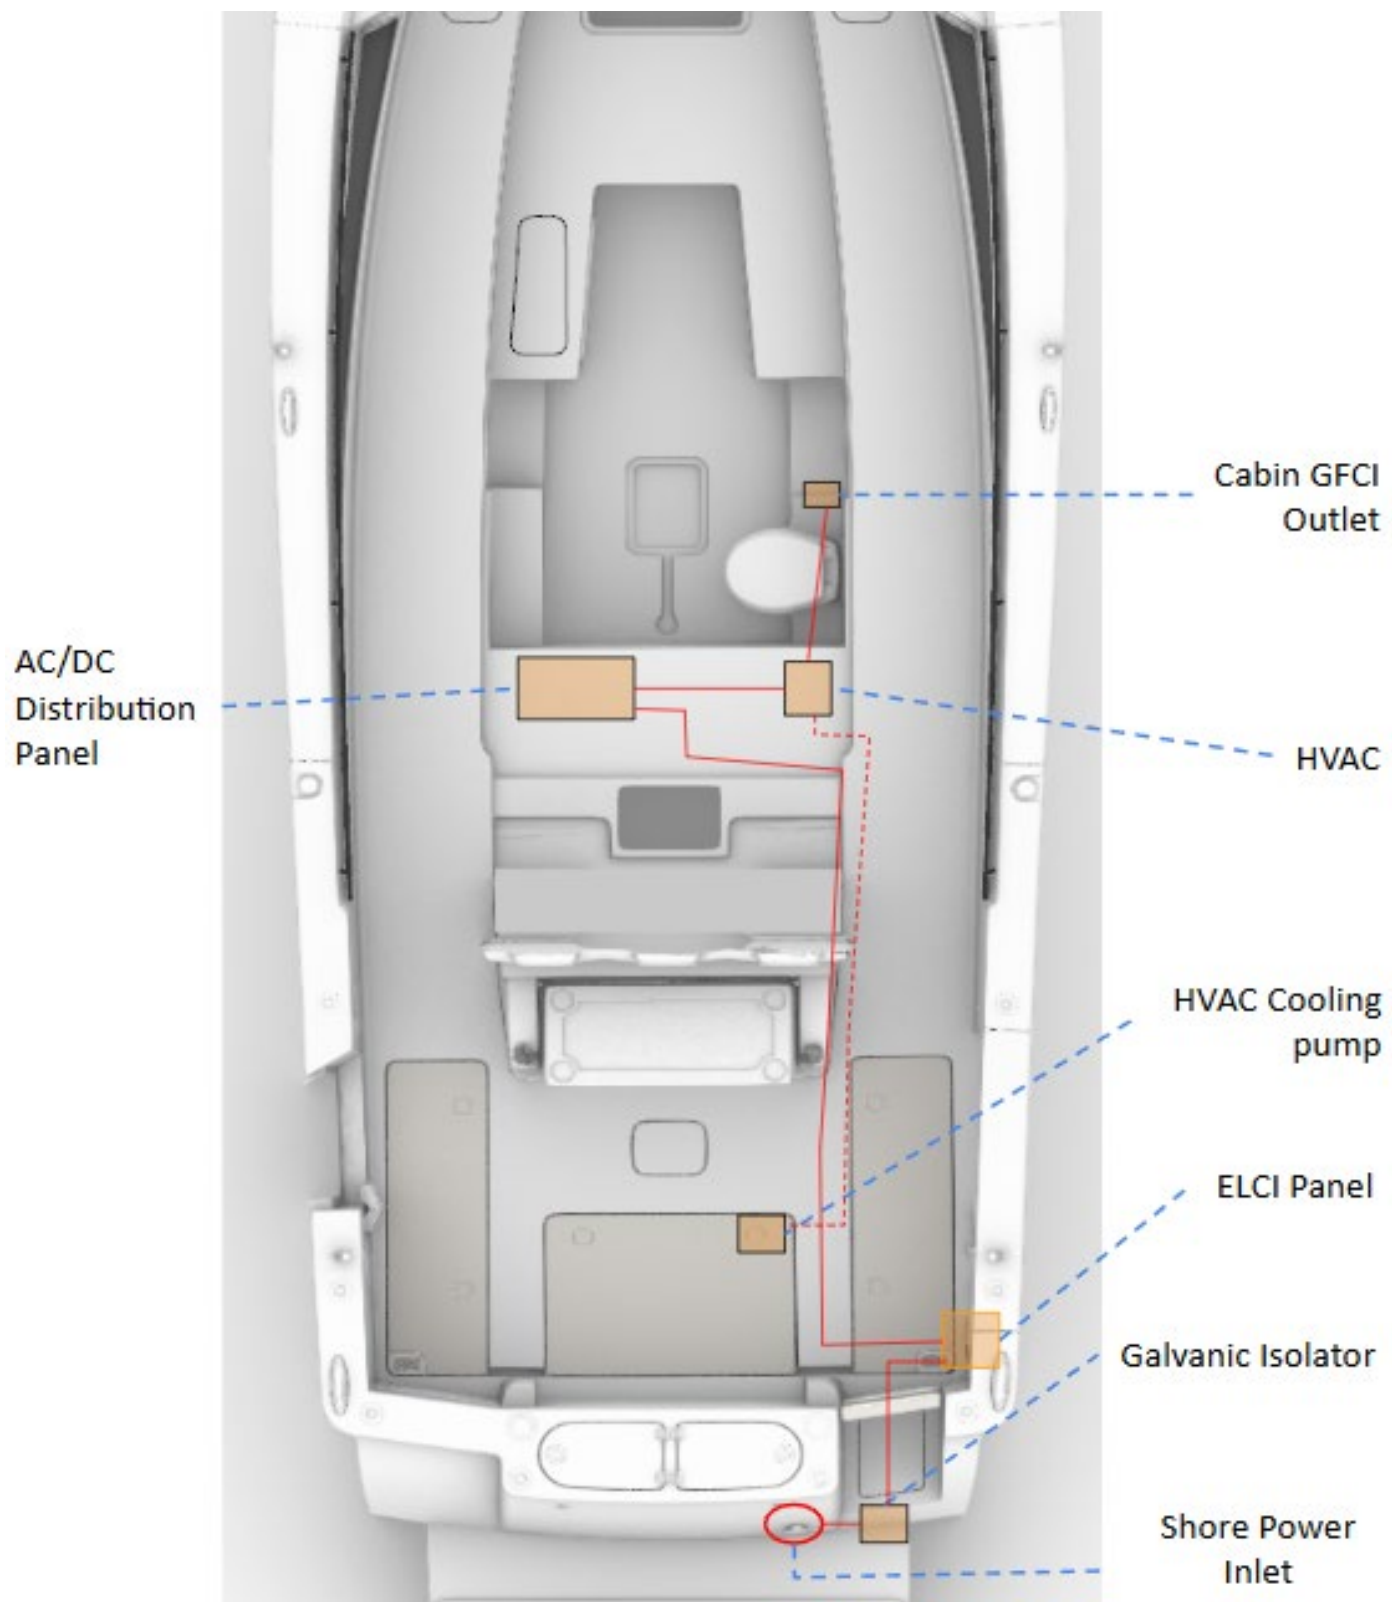 Cabin GFCI
Outlet
AC/DC
Distribution
Panel
HVAC
HVAC Cooling
pump
ELCI Panel
Galvanic Isolator
Shore Power
Inlet